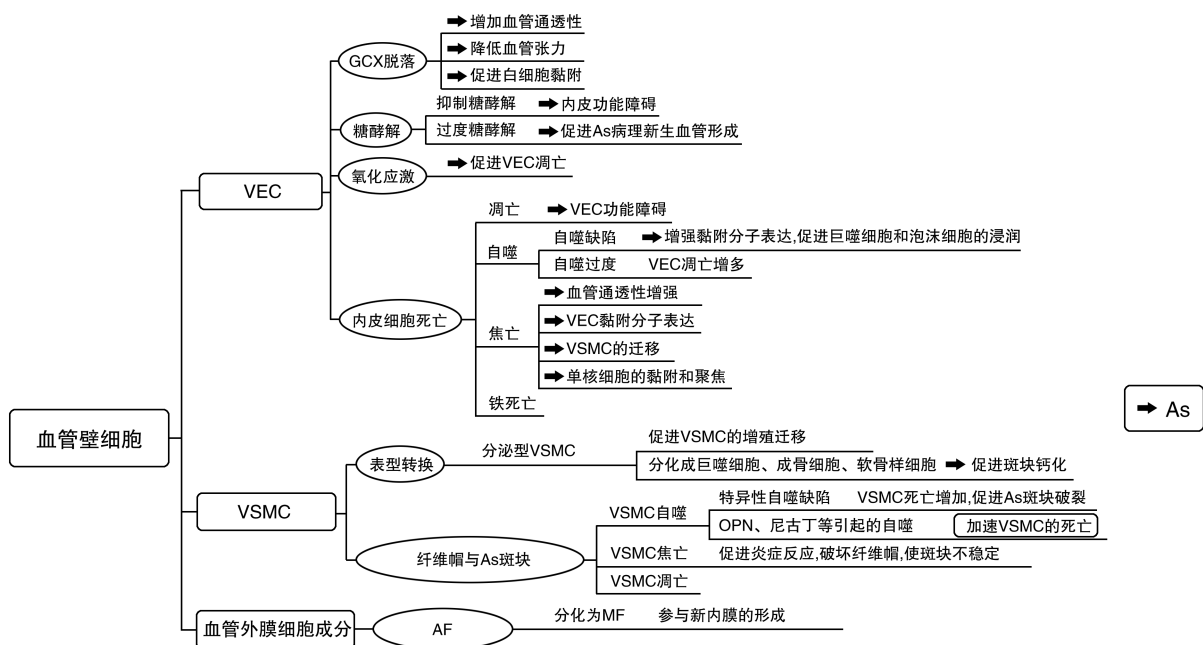 ➡增加血管通透性
GCX脱落
➡降低血管张力
➡促进白细胞黏附
糖酵解
抑制糖酵解 ➡内皮功能障碍
过度糖酵解 ➡促进As病理新生血管形成
VEC
氧化应激
➡促进VEC凋亡
内皮细胞死亡
凋亡 ➡VEC功能障碍
自噬
自噬缺陷 ➡增强黏附分子表达,促进巨噬细胞和泡沫细胞的浸润
自噬过度 VEC凋亡增多
焦亡
➡血管通透性增强
➡VEC黏附分子表达
➡VSMC的迁移
➡单核细胞的黏附和聚焦
铁死亡
血管壁细胞
➡ As
VSMC
表型转换
分泌型VSMC
促进VSMC的增殖迁移
分化成巨噬细胞、成骨细胞、软骨样细胞 ➡ 促进斑块钙化
纤维帽与As斑块
VSMC自噬
特异性自噬缺陷 VSMC死亡增加,促进As斑块破裂
OPN、尼古丁等引起的自噬 加速VSMC的死亡
VSMC焦亡 促进炎症反应,破坏纤维帽,使斑块不稳定
VSMC凋亡
血管外膜细胞成分
AF
分化为MF 参与新内膜的形成